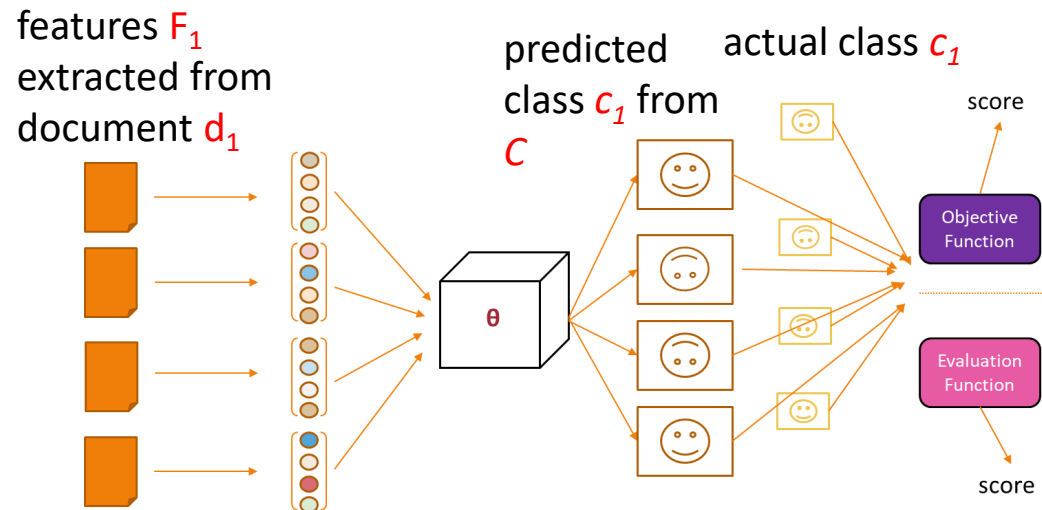 features F₁
extracted from
document d₁
predicted
class c₁ from
C
actual class c₁
score
Objective
Function
θ
Evaluation
Function
score